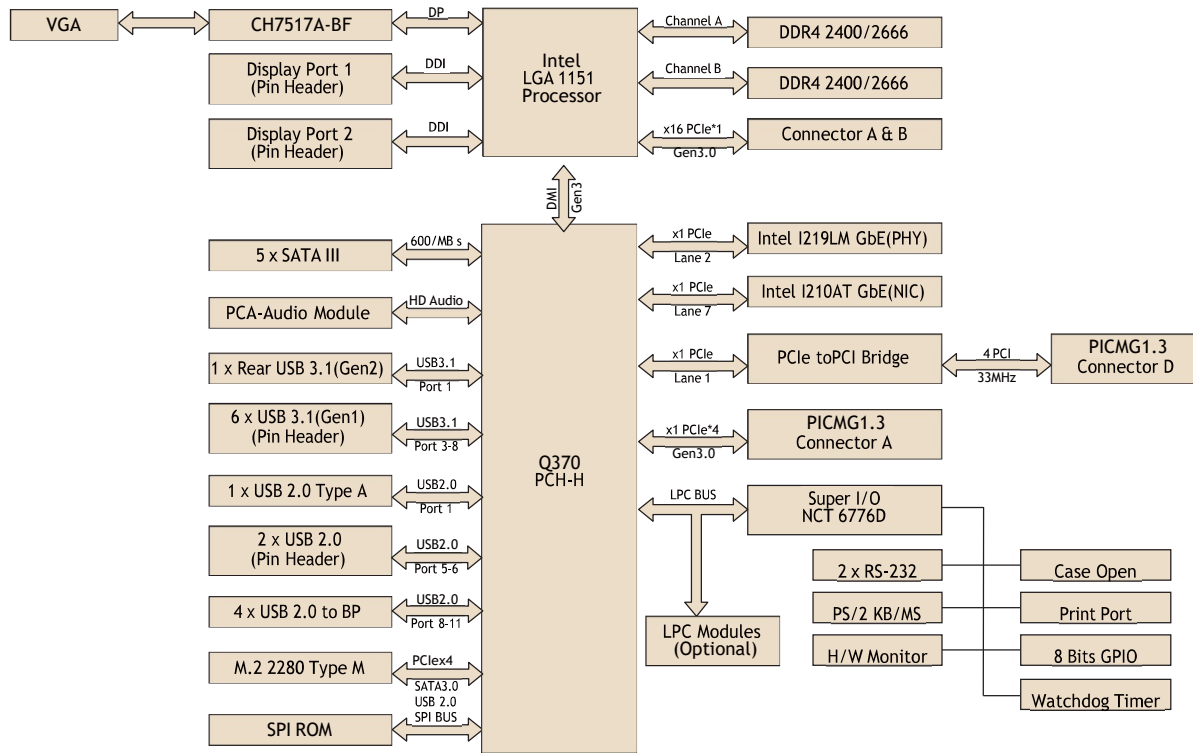 VGA
CH7517A-BF
DP
Display Port 1
(Pin Header)
DDI
Display Port 2
(Pin Header)
DDI
Intel
LGA 1151
Processor
Channel A
DDR4 2400/2666
Channel B
DDR4 2400/2666
x16 PCIe*1
Gen3.0
Connector A & B
DMI
Gen3
5 x SATA III
600/MB s
PCA-Audio Module
HD Audio
1 x Rear USB 3.1(Gen2)
USB3.1
Port 1
6 x USB 3.1(Gen1)
(Pin Header)
USB3.1
Port 3-8
1 x USB 2.0 Type A
USB2.0
Port 1
2 x USB 2.0
(Pin Header)
USB2.0
Port 5-6
4 x USB 2.0 to BP
USB2.0
Port 8-11
M.2 2280 Type M
PCIex4
SATA3.0
USB 2.0
SPI BUS
SPI ROM
Q370
PCH-H
x1 PCIe
Lane 2
Intel I219LM GbE(PHY)
x1 PCIe
Lane 7
Intel I210AT GbE(NIC)
x1 PCIe
Lane 1
PCIe toPCI Bridge
4 PCI
33MHz
PICMG1.3
Connector D
x1 PCIe*4
Gen3.0
PICMG1.3
Connector A
LPC BUS
Super I/O
NCT 6776D
LPC Modules
(Optional)
2 x RS-232
Case Open
PS/2 KB/MS
Print Port
H/W Monitor
8 Bits GPIO
Watchdog Timer